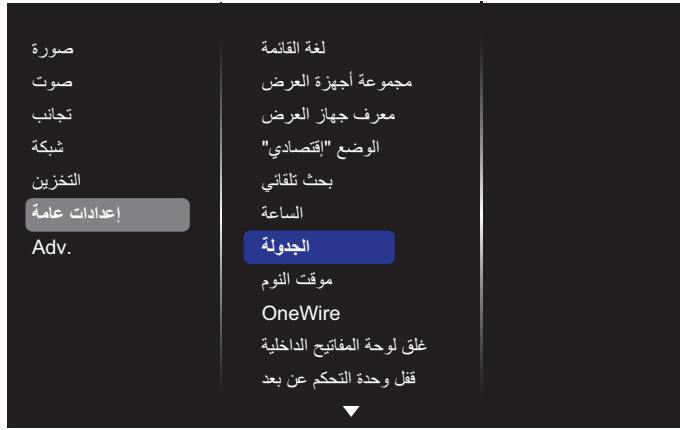 صورة
صوت
تجانب
شبكة
التخزين
إعدادات عامة
Adv.
لغة القائمة
مجموعة أجهزة العرض
معرف جهاز العرض
الوضع "إقتصادي"
بحث تلقائي
الساعة
الجدولة
موقت النوم
OneWire
غلق لوحة المفاتيح الداخلية
قفل وحدة التحكم عن بعد